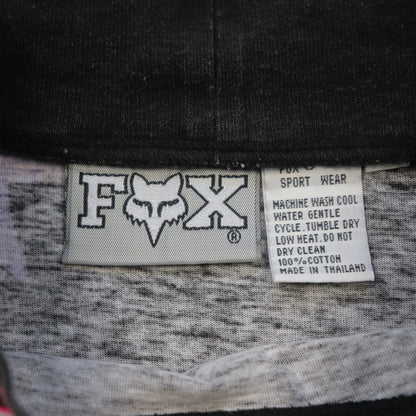 FOX®
FOX
SPORT WEAR
MACHINE WASH COOL
WATER GENTLE
CYCLE.TUMBLE DRY
LOW HEAT.DO NOT
DRY CLEAN
100%COTTON
MADE IN THAILAND